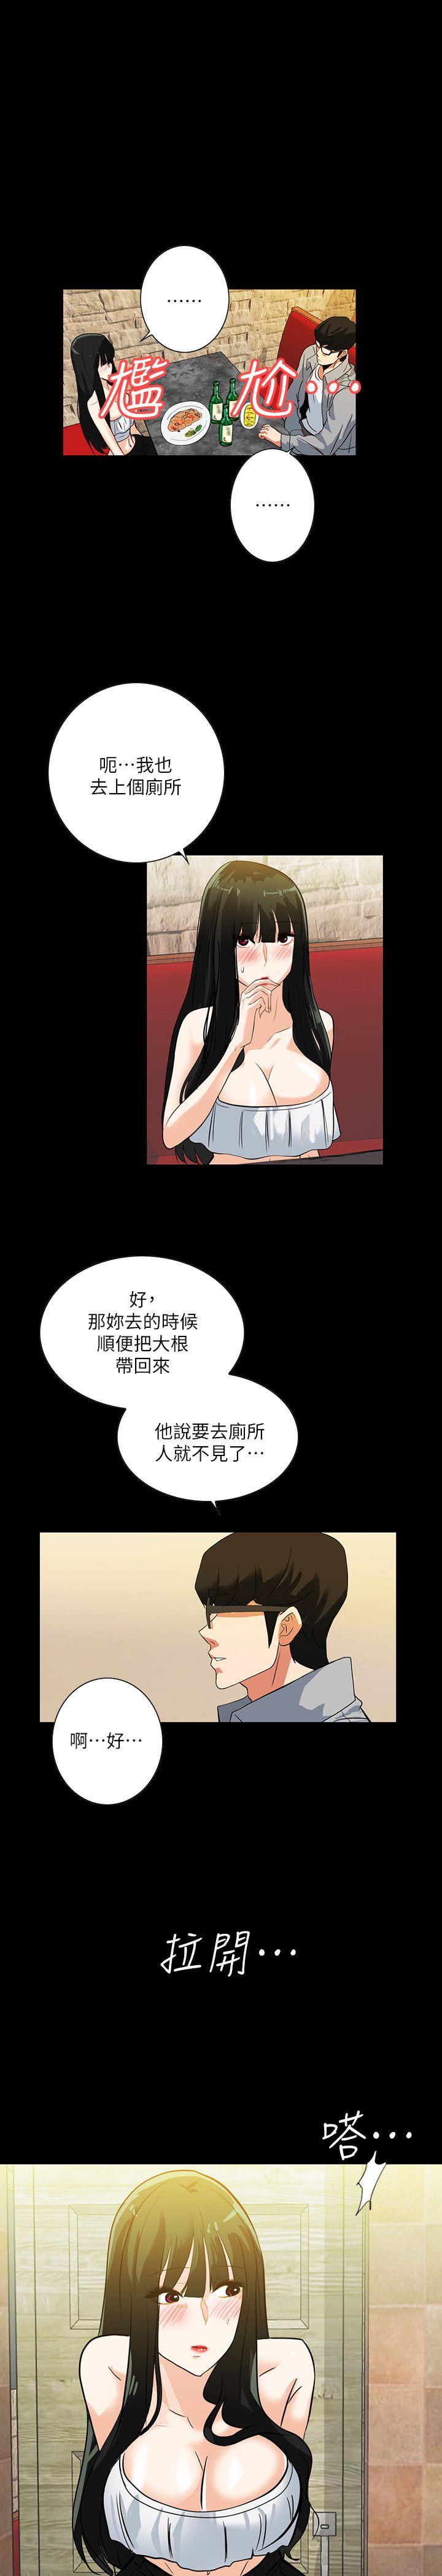 ……
尷尬…
……
呃…我也
去上個廁所
好，
那妳去的時候
順便把大根
帶回來
他說要去廁所
人就不見了…
啊…好…
拉開…
嗒…